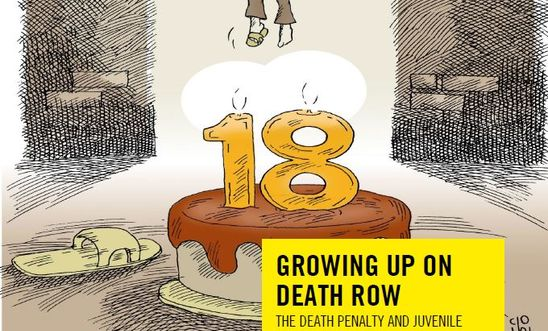 18
GROWING UP ON
DEATH ROW
THE DEATH PENALTY AND JUVENILE